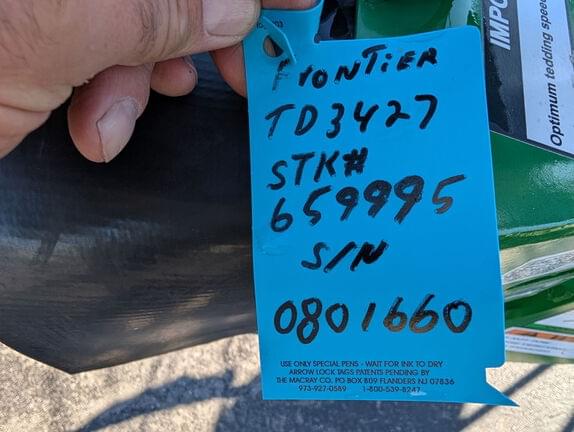 FRONTIER
TD3427
STK#
659995
S/N
0801660
USE ONLY SPECIAL PENS - WAIT FOR INK TO DRY
ARROW LOCK TAGS PATENTS PENDING BY
THE MACRAY CO. PO BOX 809 FLANDERS NJ 07836
973-927-0589 1-800-539-8247
IMPO
Optimum tedding spee